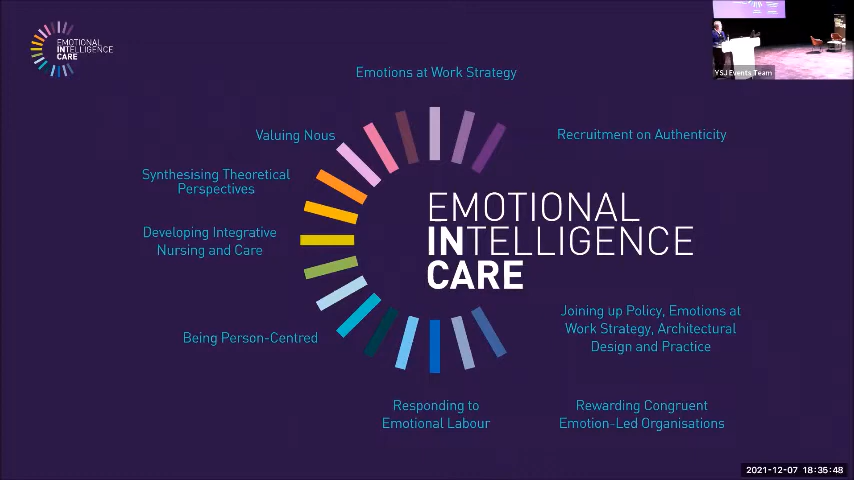 EMOTIONAL
INTELLIGENCE
CARE
YSJ Events Team
Emotions at Work Strategy
Valuing Nous
Recruitment on Authenticity
Synthesising Theoretical
Perspectives
Developing Integrative
Nursing and Care
EMOTIONAL
INTELLIGENCE
CARE
Being Person-Centred
Joining up Policy, Emotions at
Work Strategy, Architectural
Design and Practice
Responding to
Emotional Labour
Rewarding Congruent
Emotion-Led Organisations
2021-12-07 18:35:48